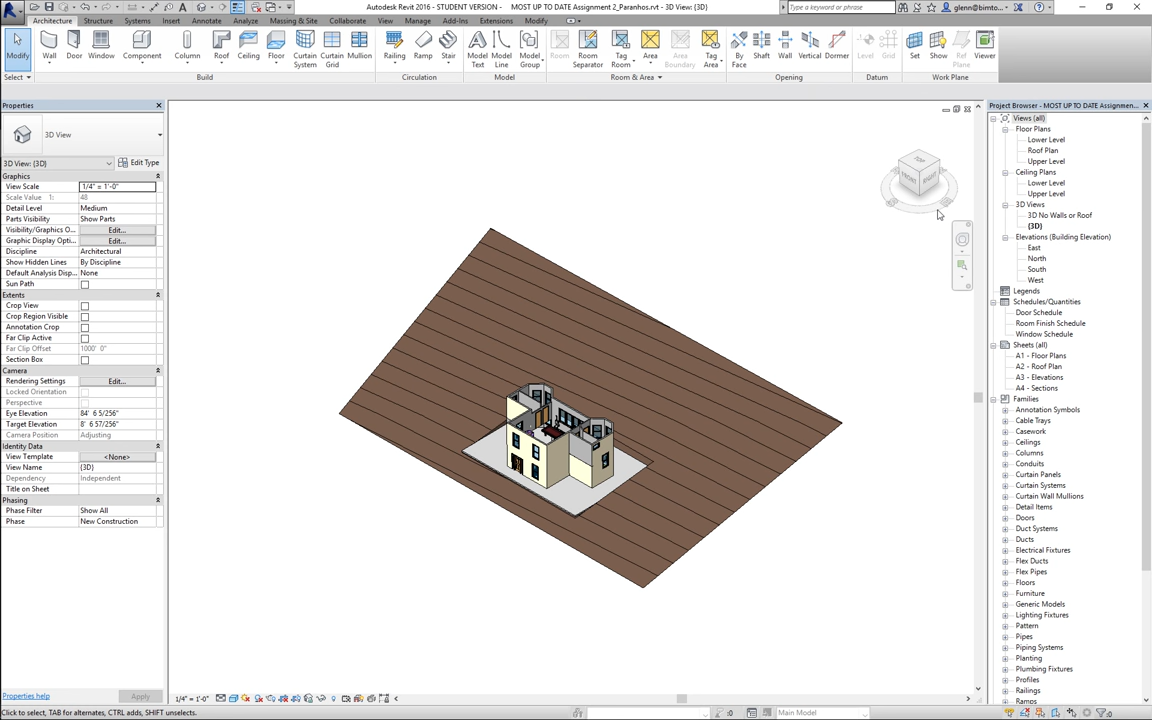 Autodesk Revit 2016 - STUDENT VERSION - MOST UP TO DATE Assignment 2_Paranhos.rvt - 3D View: {3D}
Type a keyword or phrase
glenn@bimto...
Architecture Structure Systems Insert Annotate Analyze Massing & Site Collaborate View Manage Add-Ins Extensions Modify
Modify Wall Door Window Component Column Roof Ceiling Floor Curtain System Curtain Grid Mullion Railing Ramp Stair Model Text Model Line Model Group Room Room Separator Tag Room Area Area Boundary Tag Area By Face Shaft Wall Vertical Dormer Level Grid Set Show Ref Plane Viewer
Select Build Circulation Model Room & Area Opening Datum Work Plane
Properties
3D View
3D View: {3D} Edit Type
Graphics
View Scale 1/4" = 1'-0"
Scale Value 1: 48
Detail Level Medium
Parts Visibility Show Parts
Visibility/Graphics O... Edit...
Graphic Display Opti... Edit...
Discipline Architectural
Show Hidden Lines By Discipline
Default Analysis Disp... None
Sun Path
Extents
Crop View
Crop Region Visible
Annotation Crop
Far Clip Active
Far Clip Offset 1000' 0"
Section Box
Camera
Rendering Settings Edit...
Locked Orientation
Perspective
Eye Elevation 84' 6 5/256"
Target Elevation 8' 6 57/256"
Camera Position Adjusting
Identity Data
View Template <None>
View Name {3D}
Dependency Independent
Title on Sheet
Phasing
Phase Filter Show All
Phase New Construction
Properties help Apply
TOP
FRONT RIGHT
1/4" = 1'-0"
Project Browser - MOST UP TO DATE Assignmen...
Views (all)
Floor Plans
Lower Level
Roof Plan
Upper Level
Ceiling Plans
Lower Level
Upper Level
3D Views
3D No Walls or Roof
{3D}
Elevations (Building Elevation)
East
North
South
West
Legends
Schedules/Quantities
Door Schedule
Room Finish Schedule
Window Schedule
Sheets (all)
A1 - Floor Plans
A2 - Roof Plan
A3 - Elevations
A4 - Sections
Families
Annotation Symbols
Cable Trays
Casework
Ceilings
Columns
Conduits
Curtain Panels
Curtain Systems
Curtain Wall Mullions
Detail Items
Doors
Duct Systems
Ducts
Electrical Fixtures
Flex Ducts
Flex Pipes
Floors
Furniture
Generic Models
Lighting Fixtures
Pattern
Pipes
Piping Systems
Planting
Plumbing Fixtures
Profiles
Railings
Ramps
Click to select, TAB for alternates, CTRL adds, SHIFT unselects.
:0 Main Model :0